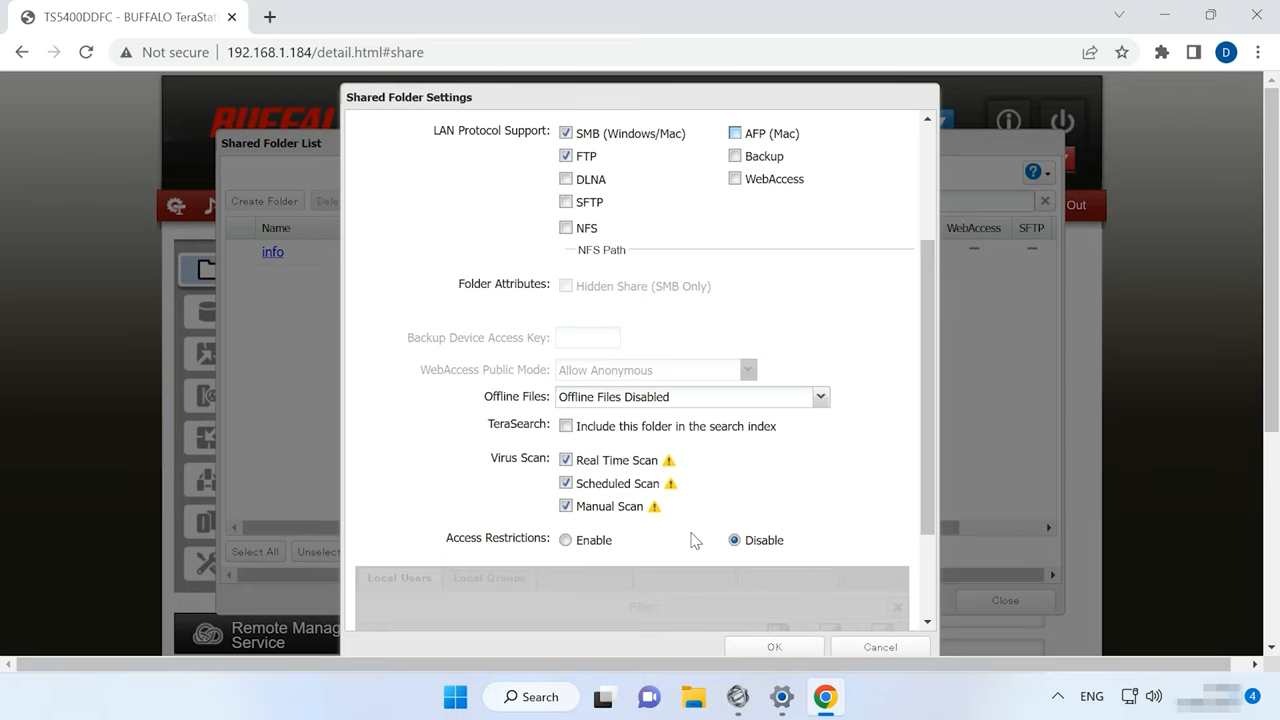 TS5400DDFC - BUFFALO TeraStat
Not secure 192.168.1.184/detail.html#share D
BUFFALO
Shared Folder List
Create Folder Dele
Name
info
Select All Unselect
Remote Manag
Service
Out
WebAccess SFTP
Close
Shared Folder Settings
LAN Protocol Support: SMB (Windows/Mac) AFP (Mac)
FTP Backup
DLNA WebAccess
SFTP
NFS
NFS Path
Folder Attributes: Hidden Share (SMB Only)
Backup Device Access Key:
WebAccess Public Mode: Allow Anonymous
Offline Files: Offline Files Disabled
TeraSearch: Include this folder in the search index
Virus Scan: Real Time Scan
Scheduled Scan
Manual Scan
Access Restrictions: Enable Disable
Local Users Local Groups
Filter:
OK Cancel
Search ENG 4